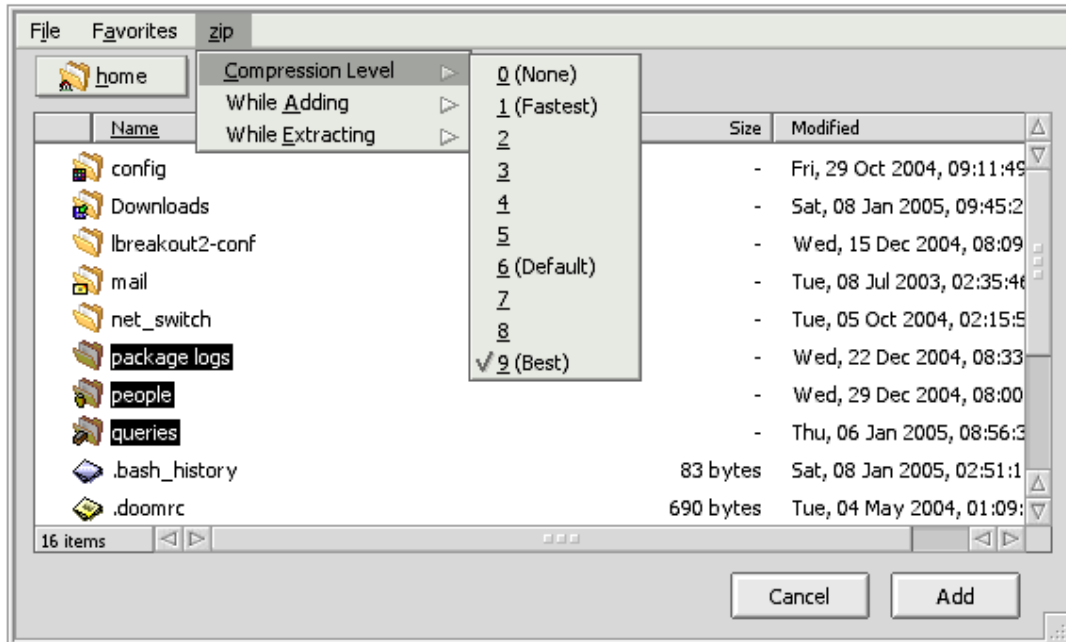 File Favorites zip
home
Compression Level
While Adding
While Extracting
0 (None)
1 (Fastest)
2
3
4
5
6 (Default)
7
8
9 (Best)
Name Size Modified
config - Fri, 29 Oct 2004, 09:11:49
Downloads - Sat, 08 Jan 2005, 09:45:2
lbreakout2-conf - Wed, 15 Dec 2004, 08:09
mail - Tue, 08 Jul 2003, 02:35:46
net_switch - Tue, 05 Oct 2004, 02:15:5
package logs - Wed, 22 Dec 2004, 08:33
people - Wed, 29 Dec 2004, 08:00
queries - Thu, 06 Jan 2005, 08:56:3
.bash_history 83 bytes Sat, 08 Jan 2005, 02:51:1
.doomrc 690 bytes Tue, 04 May 2004, 01:09:
16 items
Cancel Add